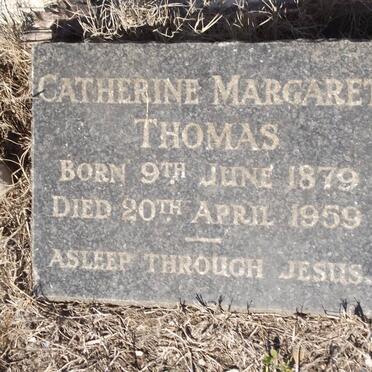 CATHERINE MARGARET
THOMAS
BORN 9TH JUNE 1879
DIED 20TH APRIL 1959
ASLEEP THROUGH JESUS